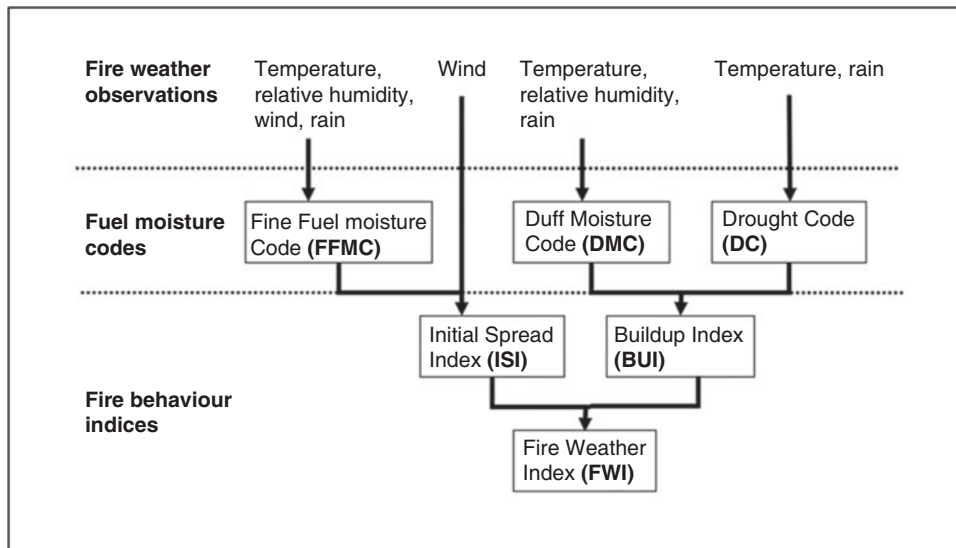 Fire weather
observations
Temperature,
relative humidity,
wind, rain
Wind
Temperature,
relative humidity,
rain
Temperature, rain
Fuel moisture
codes
Fine Fuel moisture
Code (FFMC)
Duff Moisture
Code (DMC)
Drought Code
(DC)
Initial Spread
Index (ISI)
Buildup Index
(BUI)
Fire behaviour
indices
Fire Weather
Index (FWI)